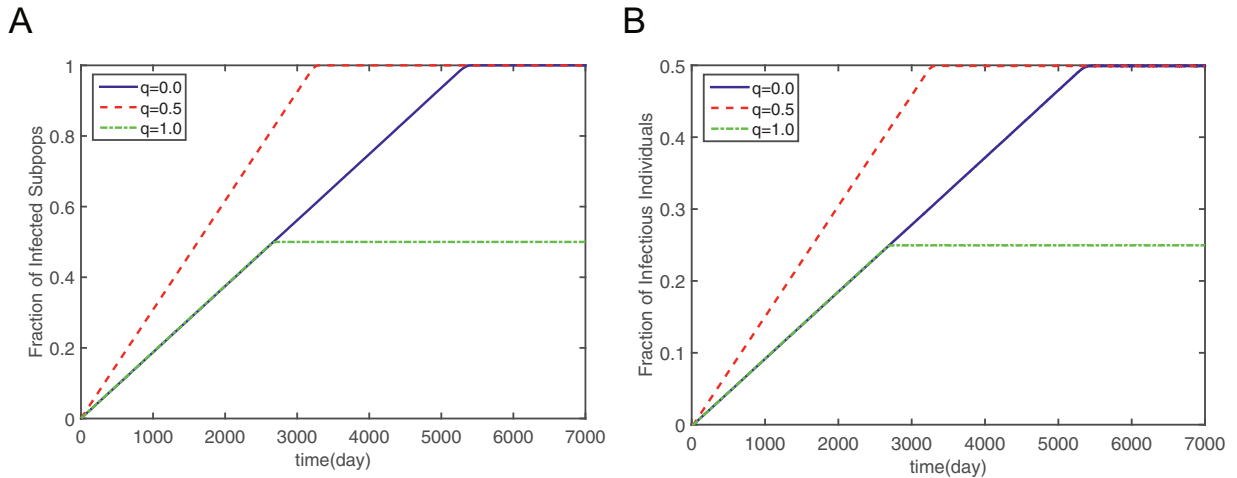 A
Fraction of Infected Subpops
1
0.8
0.6
0.4
0.2
0
q=0.0
q=0.5
q=1.0
0 1000 2000 3000 4000 5000 6000 7000
time(day)
B
Fraction of Infectious Individuals
0.5
0.4
0.3
0.2
0.1
0
q=0.0
q=0.5
q=1.0
0 1000 2000 3000 4000 5000 6000 7000
time(day)